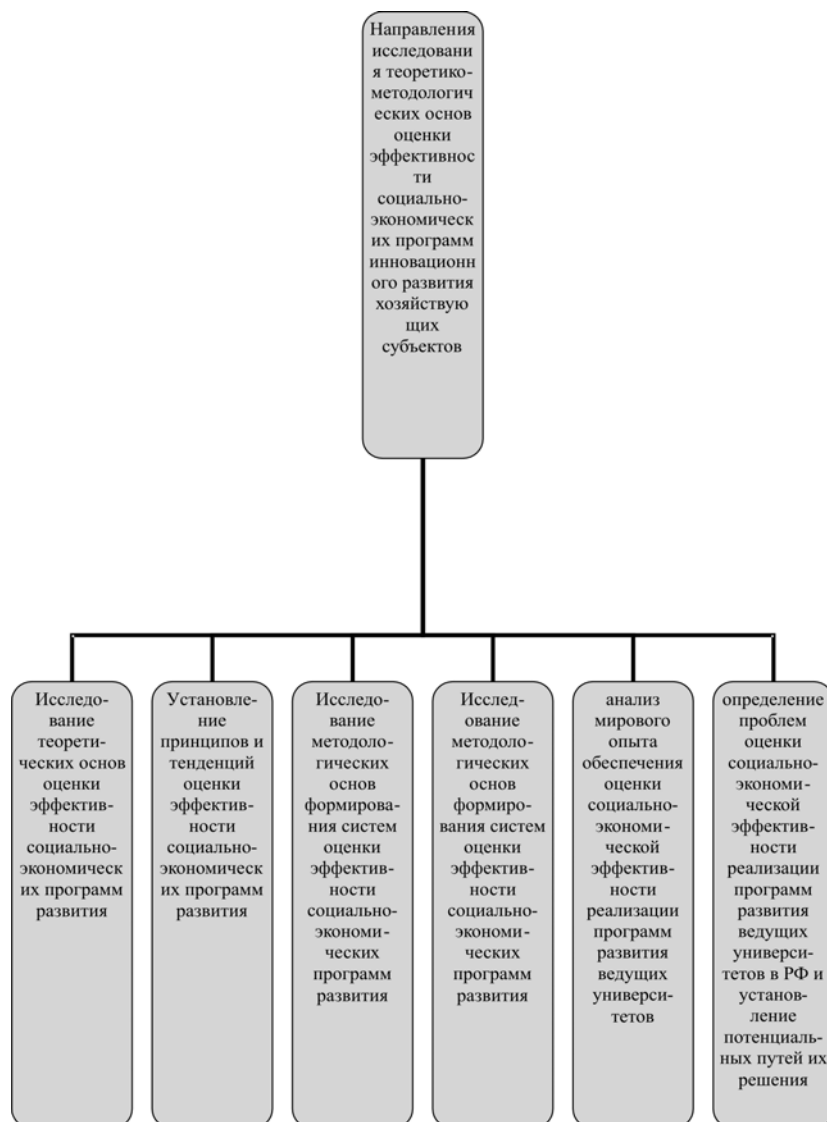 Направления
исследовани
я теоретико-
методологич
еских основ
оценки
эффективнос
ти
социально-
экономическ
их программ
инновационн
ого развития
хозяйствую
щих
субъектов
Исследо-
вание
теорети-
ческих основ
оценки
эффектив-
ности
социально-
экономическ
их программ
развития
Установле-
ние
принципов и
тенденций
оценки
эффектив-
ности
социально-
экономическ
их программ
развития
Исследо-
вание
методоло-
гических
основ
формирова-
ния систем
оценки
эффектив-
ности
социально-
экономи-
ческих
программ
развития
Исслед-
ование
методоло-
гических
основ
формиро-
вания систем
оценки
эффектив-
ности
социально-
экономи-
ческих
программ
развития
анализ
мирового
опыта
обеспечения
оценки
социально-
экономи-
ческой
эффектив-
ности
реализации
программ
развития
ведущих
универси-
тетов
определение
проблем
оценки
социально-
экономи-
ческой
эффектив-
ности
реализации
программ
развития
ведущих
универси-
тетов в РФ и
установ-
ление
потенциаль-
ных путей их
решения